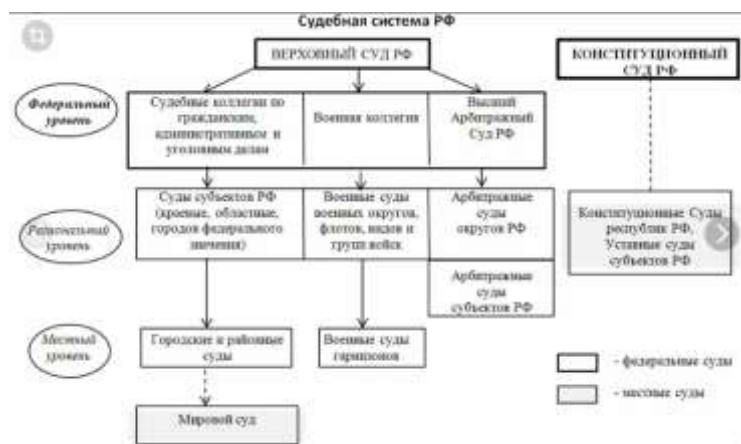 Судебная система РФ
ВЕРХОВНЫЙ СУД РФ
КОНСТИТУЦИОННЫЙ
СУД РФ
Федеральный
уровень
Судебные коллегии по
гражданским,
административным и
уголовным делам
Военная коллегия
Высший
Арбитражный
Суд РФ
Региональный
уровень
Суды субъектов РФ
(краевые, областные,
городов федерального
значения)
Военные суды
военных округов,
флотов, видов и
групп войск
Арбитражные
суды
округов РФ
Конституционные Суды
республик РФ,
Уставные суды
субъектов РФ
Арбитражные
суды
субъектов РФ
Местный
уровень
Городские и районные
суды
Военные суды
гарнизонов
- федеральные суды
- местные суды
Мировой суд